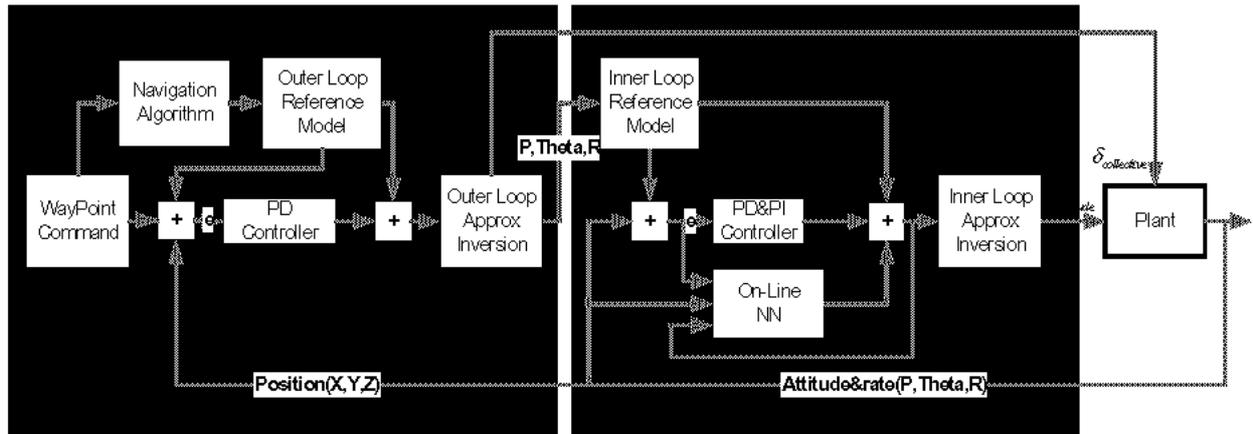 Navigation
Algorithm
Outer Loop
Reference
Model
Inner Loop
Reference
Model
P,Theta,R
δcollective
WayPoint
Command
+
e
PD
Controller
+
Outer Loop
Approx
Inversion
+
e
PD&PI
Controller
+
Inner Loop
Approx
Inversion
Plant
On-Line
NN
Position(X,Y,Z)
Attitude&rate(P,Theta,R)